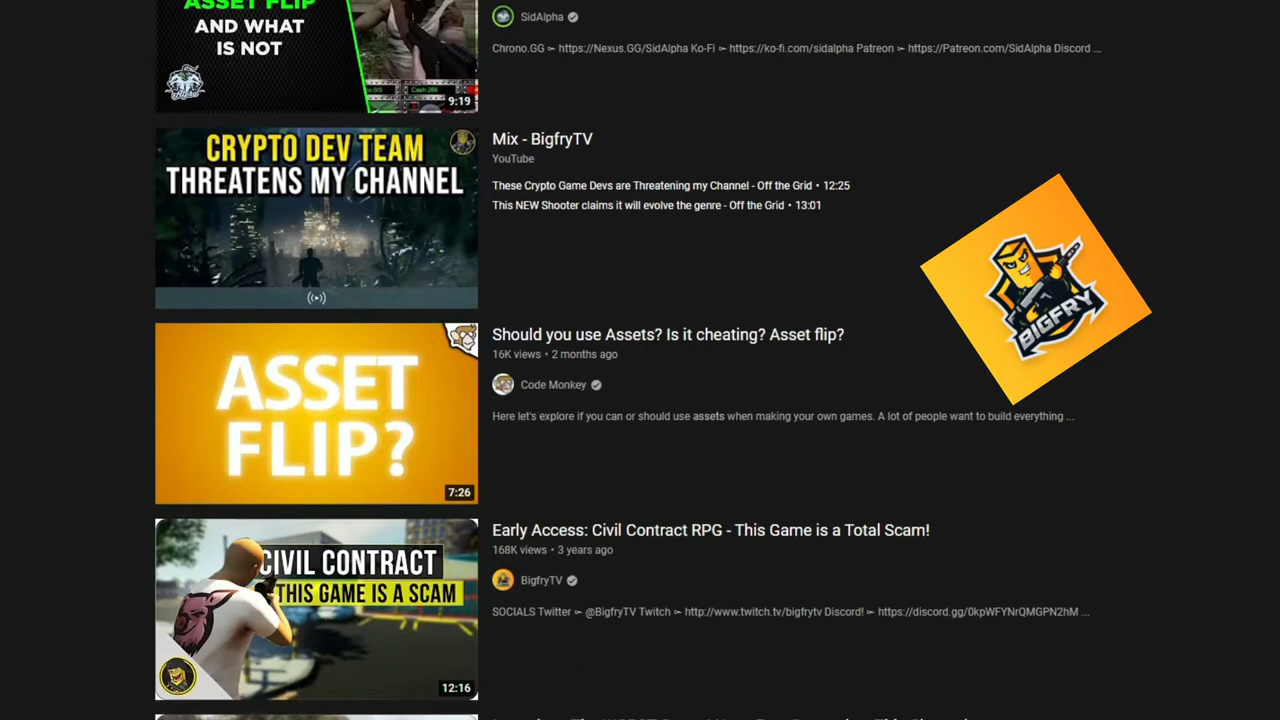 ASSET FLIP
AND WHAT
IS NOT
Cash 266
9:19
SidAlpha
Chrono.GG ➣ https://Nexus.GG/SidAlpha Ko-Fi ➣ https://ko-fi.com/sidalpha Patreon ➣ https://Patreon.com/SidAlpha Discord ...
CRYPTO DEV TEAM
THREATENS MY CHANNEL
Mix - BigfryTV
YouTube
These Crypto Game Devs are Threatening my Channel - Off the Grid • 12:25
This NEW Shooter claims it will evolve the genre - Off the Grid • 13:01
BIGFRY
ASSET
FLIP?
7:26
Should you use Assets? Is it cheating? Asset flip?
16K views • 2 months ago
Code Monkey
Here let's explore if you can or should use assets when making your own games. A lot of people want to build everything ...
CIVIL CONTRACT
THIS GAME IS A SCAM
12:16
Early Access: Civil Contract RPG - This Game is a Total Scam!
168K views • 3 years ago
BigfryTV
SOCIALS Twitter ➣ @BigfryTV Twitch ➣ http://www.twitch.tv/bigfrytv Discord! ➣ https://discord.gg/0kpWFYNrQMGPN2hM ...